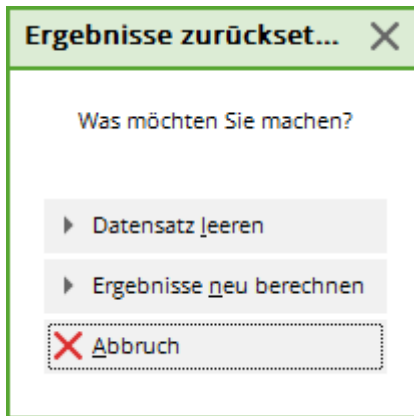 Ergebnisse zurückset...
Was möchten Sie machen?
Datensatz leeren
Ergebnisse neu berechnen
Abbruch